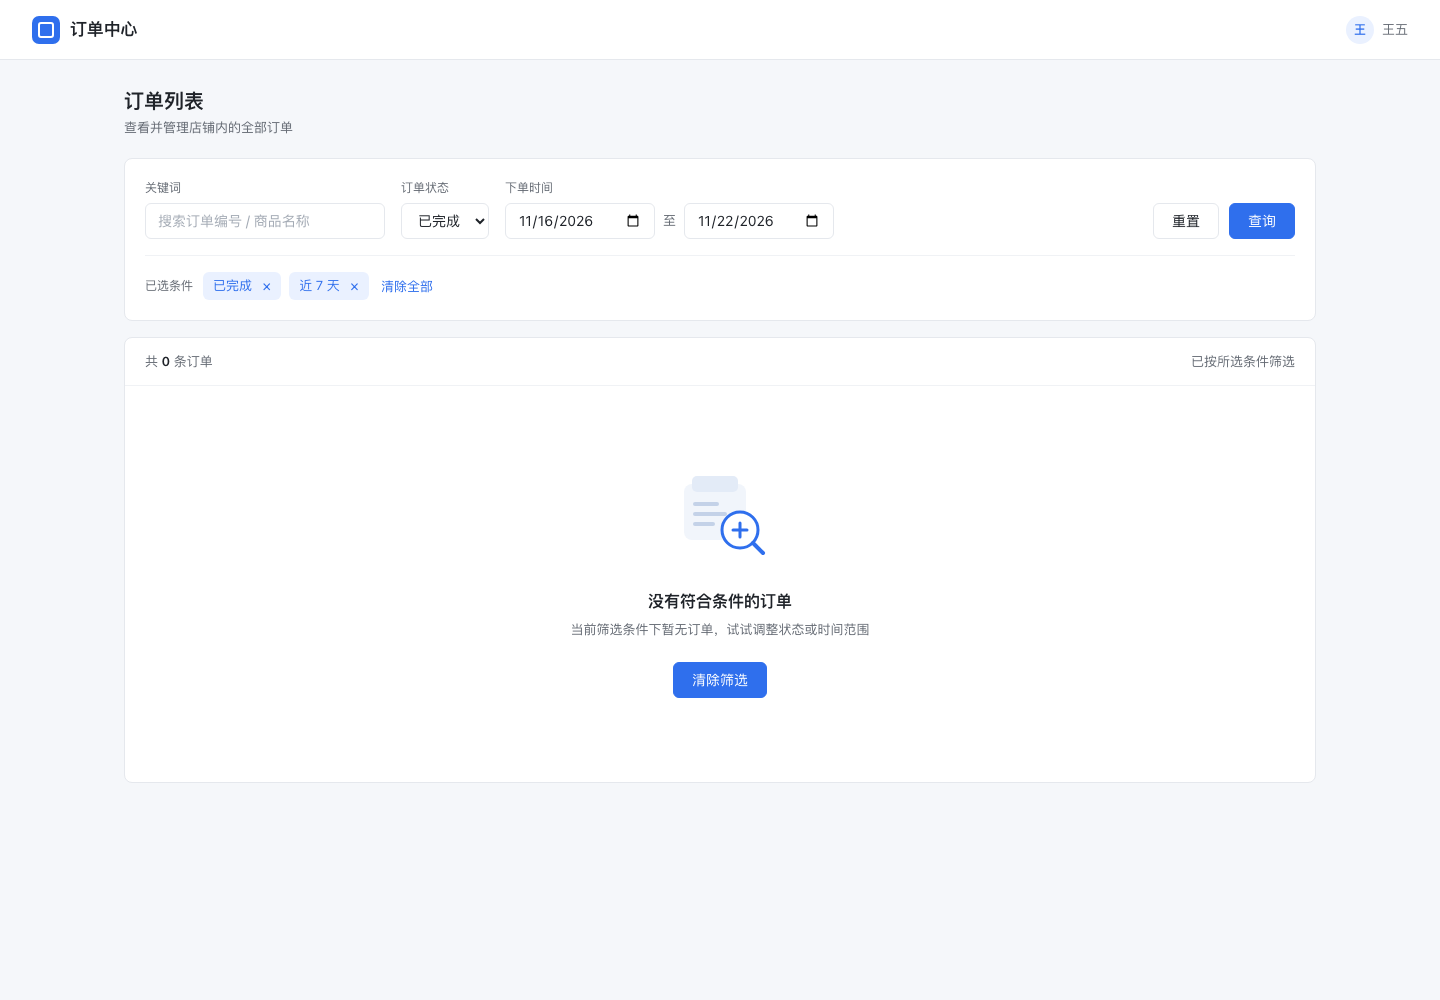 订单中心
王 王五
订单列表
查看并管理店铺内的全部订单
关键词 订单状态 下单时间
搜索订单编号 / 商品名称 已完成 11/16/2026 至 11/22/2026 重置 查询
已选条件 已完成 × 近 7 天 × 清除全部
共 0 条订单 已按所选条件筛选
没有符合条件的订单
当前筛选条件下暂无订单，试试调整状态或时间范围
清除筛选